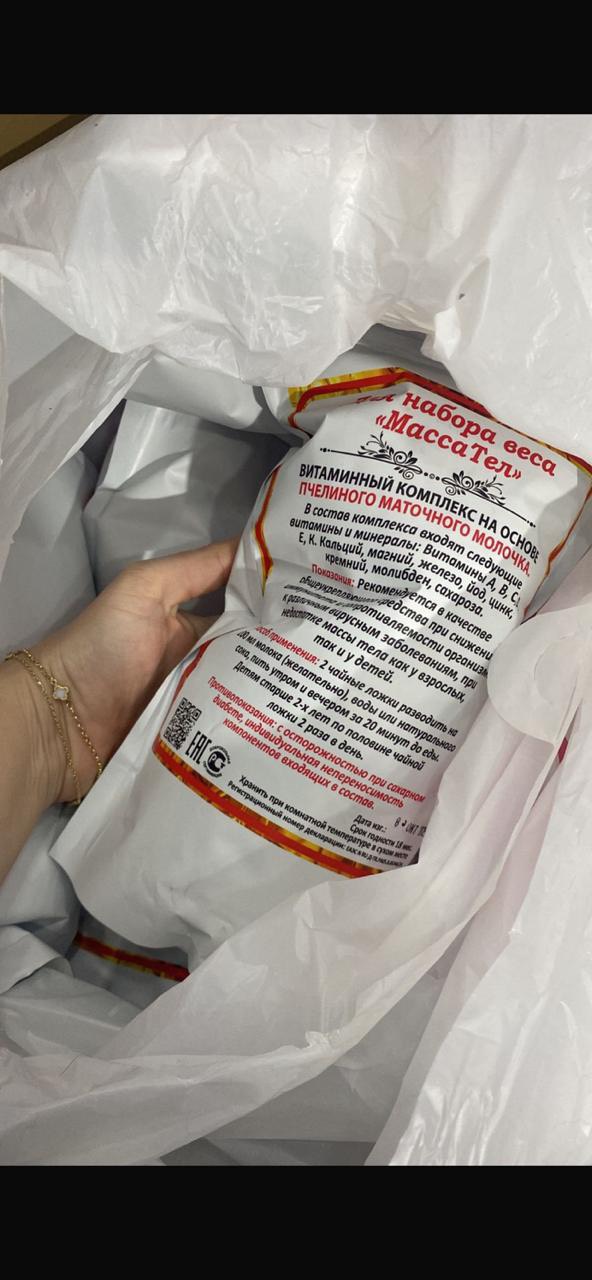 набора веса
«МассаТел»
ВИТАМИННЫЙ КОМПЛЕКС НА ОСНОВЕ
ПЧЕЛИНОГО МАТОЧНОГО МОЛОЧКА
В состав комплекса входят следующие
витамины и минералы: Витамины А, В, С,
Е, К. Кальций, магний, железо, йод, цинк,
кремний, молибден, сахароза.
Показания: Рекомендуется в качестве
общеукрепляющего средства при снижении
к различным вирусным заболеваниям, при
недостатке массы тела как у взрослых,
так и у детей.
применения: 2 чайные ложки разводить на
200 мл молока (желательно), воды или натурального
сока, пить утром и вечером за 20 минут до еды.
Детям старше 2-х лет по половине чайной
ложки 2 раза в день.
Противопоказания: с осторожностью при сахарном
диабете, индивидуальная непереносимость
компонентов входящих в состав.
EAC
Дата изг.:
Срок годности 18 мес.
Хранить при комнатной температуре в сухом месте
Регистрационный номер декларации: